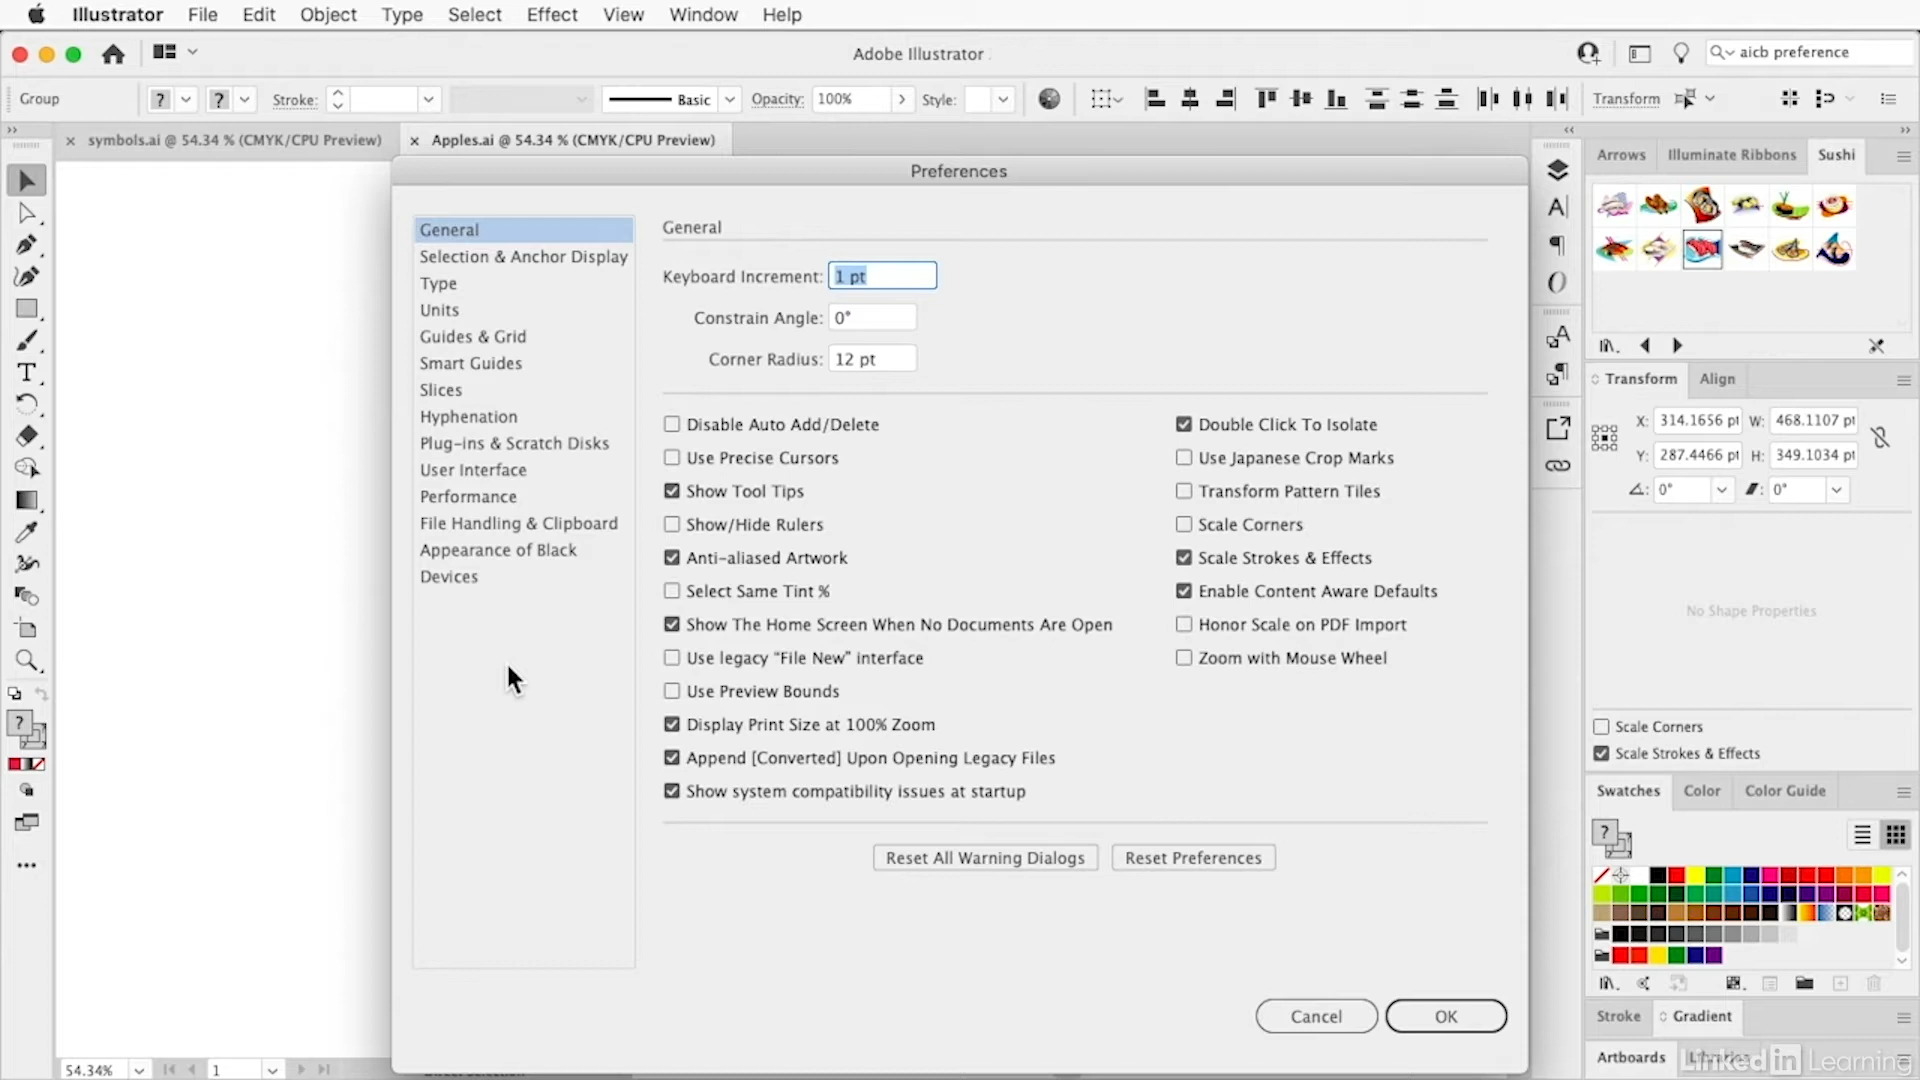 Illustrator File Edit Object Type Select Effect View Window Help
Adobe Illustrator
aicb preference
Group
? ? Stroke: Basic Opacity: 100% Style: Transform
symbols.ai @ 54.34 % (CMYK/CPU Preview)
Apples.ai @ 54.34 % (CMYK/CPU Preview)
Arrows Illuminate Ribbons Sushi
Preferences
General
Selection & Anchor Display
Type
Units
Guides & Grid
Smart Guides
Slices
Hyphenation
Plug-ins & Scratch Disks
User Interface
Performance
File Handling & Clipboard
Appearance of Black
Devices
General
Keyboard Increment: 1 pt
Constrain Angle: 0°
Corner Radius: 12 pt
Disable Auto Add/Delete
Use Precise Cursors
Show Tool Tips
Show/Hide Rulers
Anti-aliased Artwork
Select Same Tint %
Show The Home Screen When No Documents Are Open
Use legacy “File New” interface
Use Preview Bounds
Display Print Size at 100% Zoom
Append [Converted] Upon Opening Legacy Files
Show system compatibility issues at startup
Double Click To Isolate
Use Japanese Crop Marks
Transform Pattern Tiles
Scale Corners
Scale Strokes & Effects
Enable Content Aware Defaults
Honor Scale on PDF Import
Zoom with Mouse Wheel
Reset All Warning Dialogs
Reset Preferences
Cancel
OK
Transform Align
X: 314.1656 pt W: 468.1107 pt
Y: 287.4466 pt H: 349.1034 pt
0° 0°
No Shape Properties
Scale Corners
Scale Strokes & Effects
Swatches Color Color Guide
?
Stroke Gradient
Artboards
Linked in Learning
?
54.34% 1